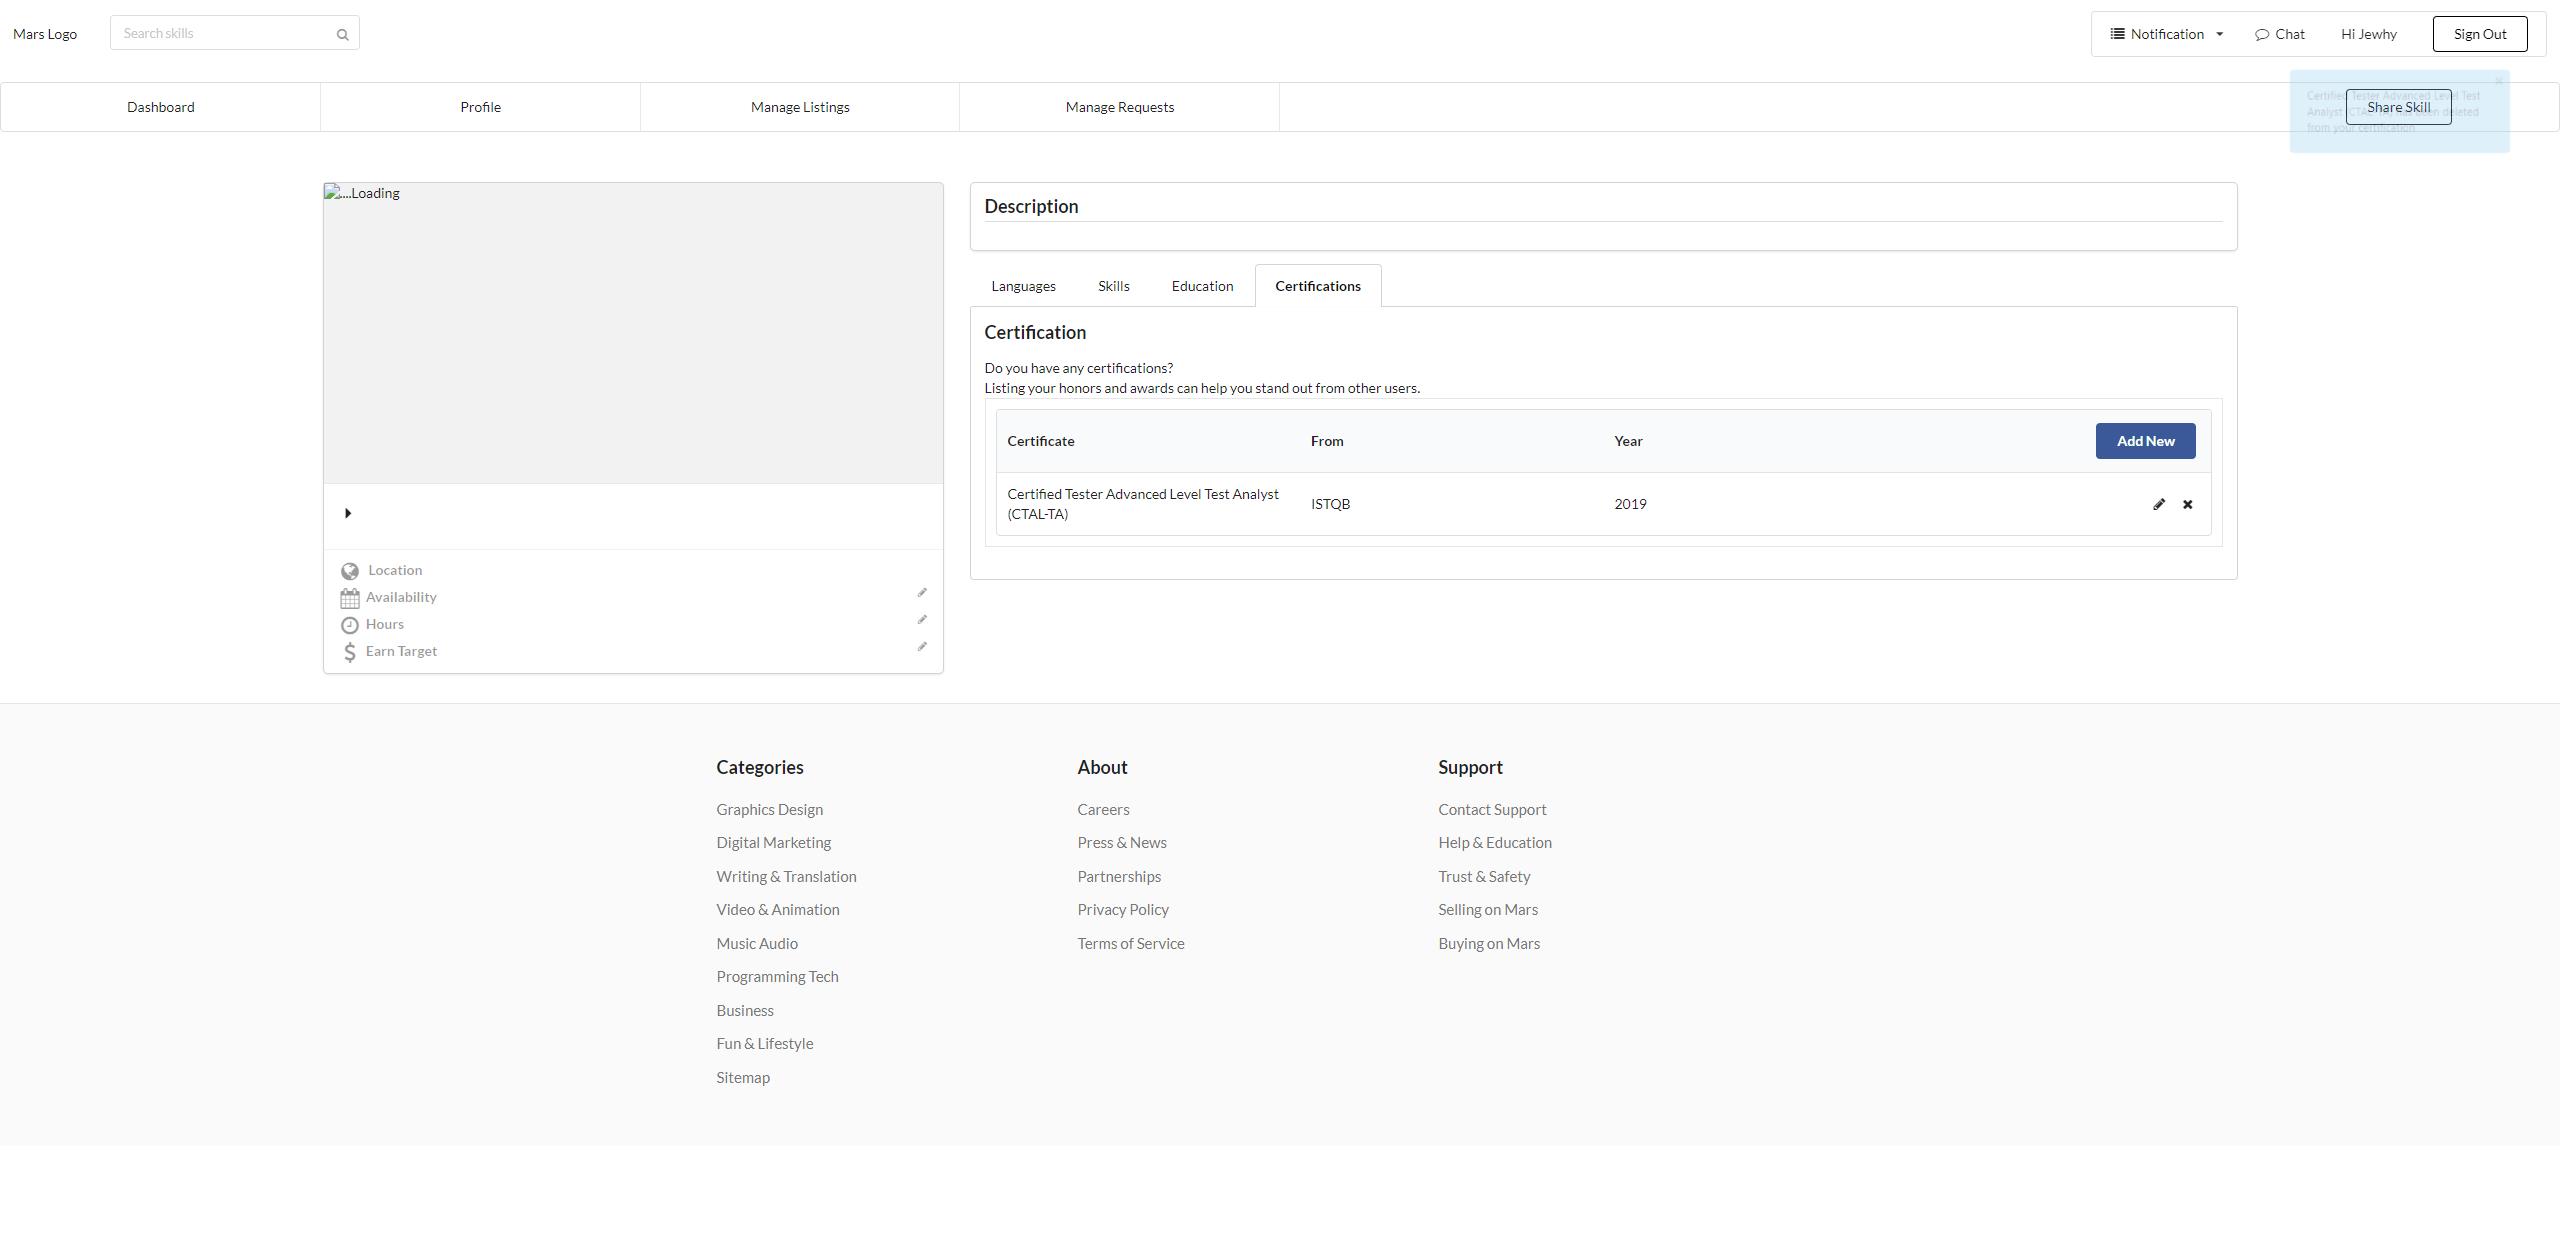 Mars Logo
Search skills
Notification
Chat
Hi Jewhy
Sign Out
Dashboard
Profile
Manage Listings
Manage Requests
Share Skill
Certified Tester Advanced Level Test
Analyst (CTAL-TA) has been deleted
from your certification
....Loading
Location
Availability
Hours
Earn Target
Description
Languages
Skills
Education
Certifications
Certification
Do you have any certifications?
Listing your honors and awards can help you stand out from other users.
Certificate
From
Year
Add New
Certified Tester Advanced Level Test Analyst
(CTAL-TA)
ISTQB
2019
Categories
Graphics Design
Digital Marketing
Writing & Translation
Video & Animation
Music Audio
Programming Tech
Business
Fun & Lifestyle
Sitemap
About
Careers
Press & News
Partnerships
Privacy Policy
Terms of Service
Support
Contact Support
Help & Education
Trust & Safety
Selling on Mars
Buying on Mars